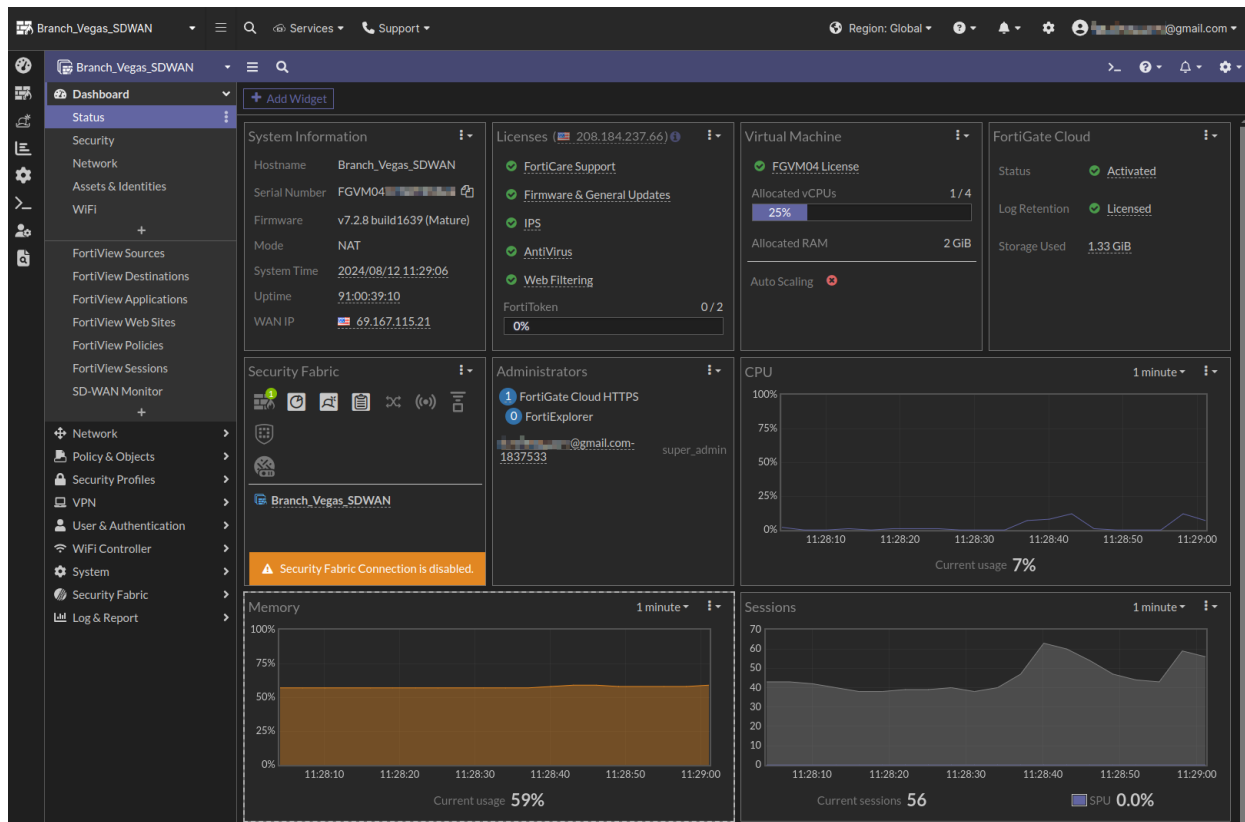 Branch_Vegas_SDWAN
Services
Support
Region: Global
@gmail.com
Branch_Vegas_SDWAN
>_
Dashboard
Status
Security
Network
Assets & Identities
WiFi
+
FortiView Sources
FortiView Destinations
FortiView Applications
FortiView Web Sites
FortiView Policies
FortiView Sessions
SD-WAN Monitor
+
Network
Policy & Objects
Security Profiles
VPN
User & Authentication
WiFi Controller
System
Security Fabric
Log & Report
+ Add Widget
System Information
Hostname Branch_Vegas_SDWAN
Serial Number FGVM04
Firmware v7.2.8 build1639 (Mature)
Mode NAT
System Time 2024/08/12 11:29:06
Uptime 91:00:39:10
WAN IP 69.167.115.21
Licenses (208.184.237.66)
FortiCare Support
Firmware & General Updates
IPS
AntiVirus
Web Filtering
FortiToken 0/2
0%
Virtual Machine
FGVM04 License
Allocated vCPUs 1/4
25%
Allocated RAM 2 GiB
Auto Scaling
FortiGate Cloud
Status Activated
Log Retention Licensed
Storage Used 1.33 GiB
Security Fabric
1
Branch_Vegas_SDWAN
Security Fabric Connection is disabled.
Administrators
1 FortiGate Cloud HTTPS
0 FortiExplorer
@gmail.com-
1837533
super_admin
CPU 1 minute
100%
75%
50%
25%
0%
11:28:10 11:28:20 11:28:30 11:28:40 11:28:50 11:29:00
Current usage 7%
Memory 1 minute
100%
75%
50%
25%
0%
11:28:10 11:28:20 11:28:30 11:28:40 11:28:50 11:29:00
Current usage 59%
Sessions 1 minute
70
60
50
40
30
20
10
0
11:28:10 11:28:20 11:28:30 11:28:40 11:28:50 11:29:00
Current sessions 56 SPU 0.0%